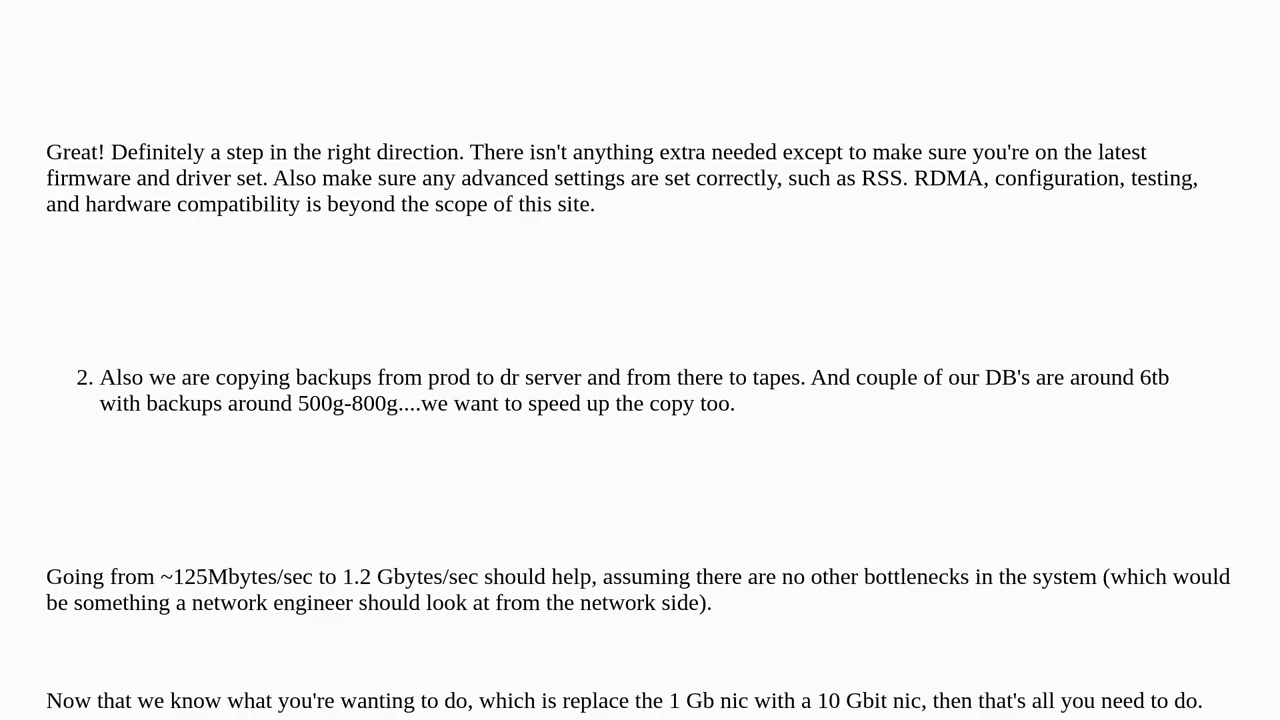 Great! Definitely a step in the right direction. There isn't anything extra needed except to make sure you're on the latest
firmware and driver set. Also make sure any advanced settings are set correctly, such as RSS. RDMA, configuration, testing,
and hardware compatibility is beyond the scope of this site.
2. Also we are copying backups from prod to dr server and from there to tapes. And couple of our DB's are around 6tb
with backups around 500g-800g....we want to speed up the copy too.
Going from ~125Mbytes/sec to 1.2 Gbytes/sec should help, assuming there are no other bottlenecks in the system (which would
be something a network engineer should look at from the network side).
Now that we know what you're wanting to do, which is replace the 1 Gb nic with a 10 Gbit nic, then that's all you need to do.